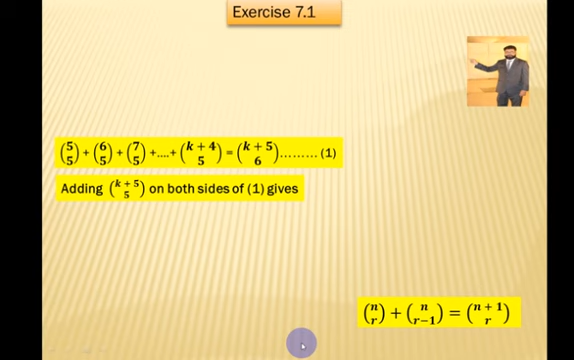 Exercise 7.1
(5 5) + (6 5) + (7 5) +....+ (k + 4 5) = (k + 5 6)......... (1)
Adding (k + 5 5) on both sides of (1) gives
(n r) + (n r−1) = (n + 1 r)